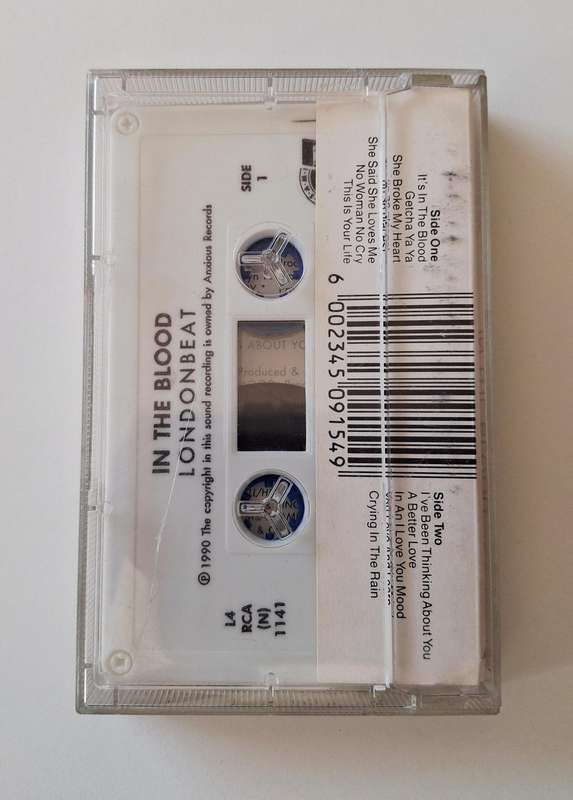 IN THE BLOOD
LONDONBEAT
℗ 1990 The copyright in this sound recording is owned by Anxious Records
SIDE
1
L4
RCA
(N)
1141
ABOUT YO
Produced &
Side One
It's In The Blood
Getcha Ya Ya
She Broke My Heart
She Said She Loves Me
No Woman No Cry
This Is Your Life
6 002345 091549
Side Two
I've Been Thinking About You
A Better Love
In An I Love You Mood
Crying In The Rain